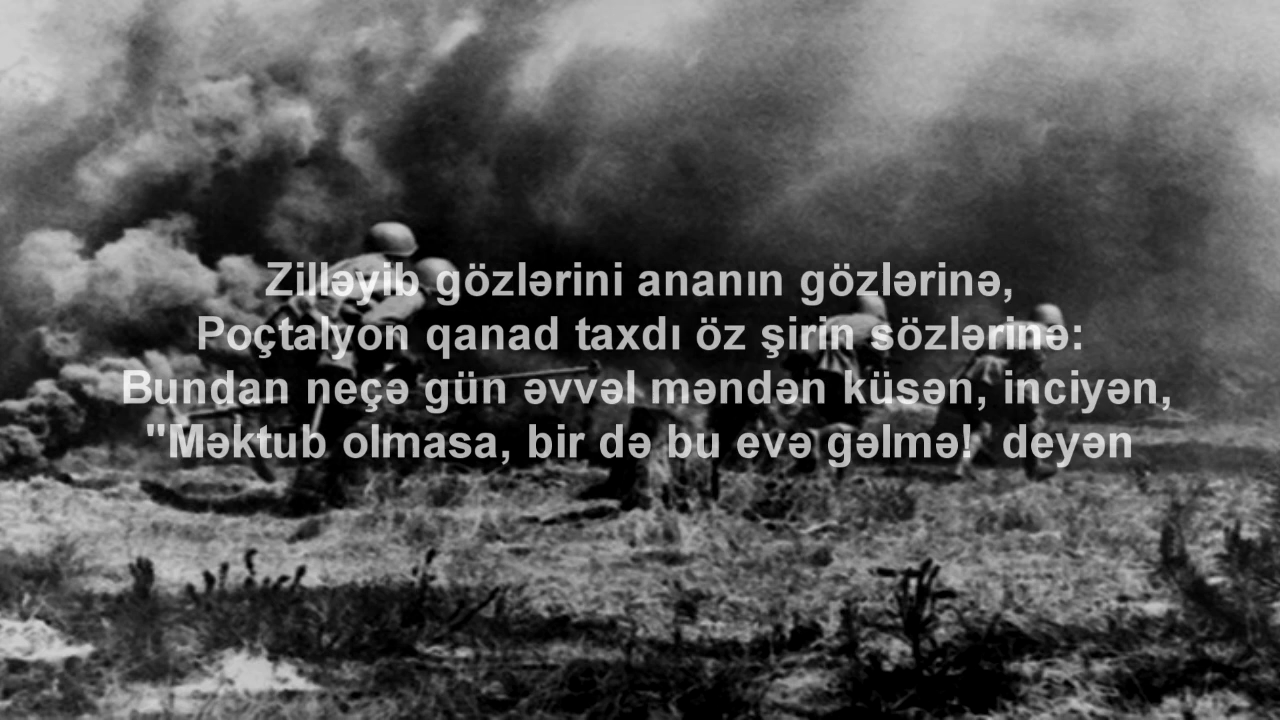 Zilləyib gözlərini ananın gözlərinə,
Poçtalyon qanad taxdı öz şirin sözlərinə:
Bundan neçə gün əvvəl məndən küsən, inciyən,
"Məktub olmasa, bir də bu evə gəlmə!  deyən